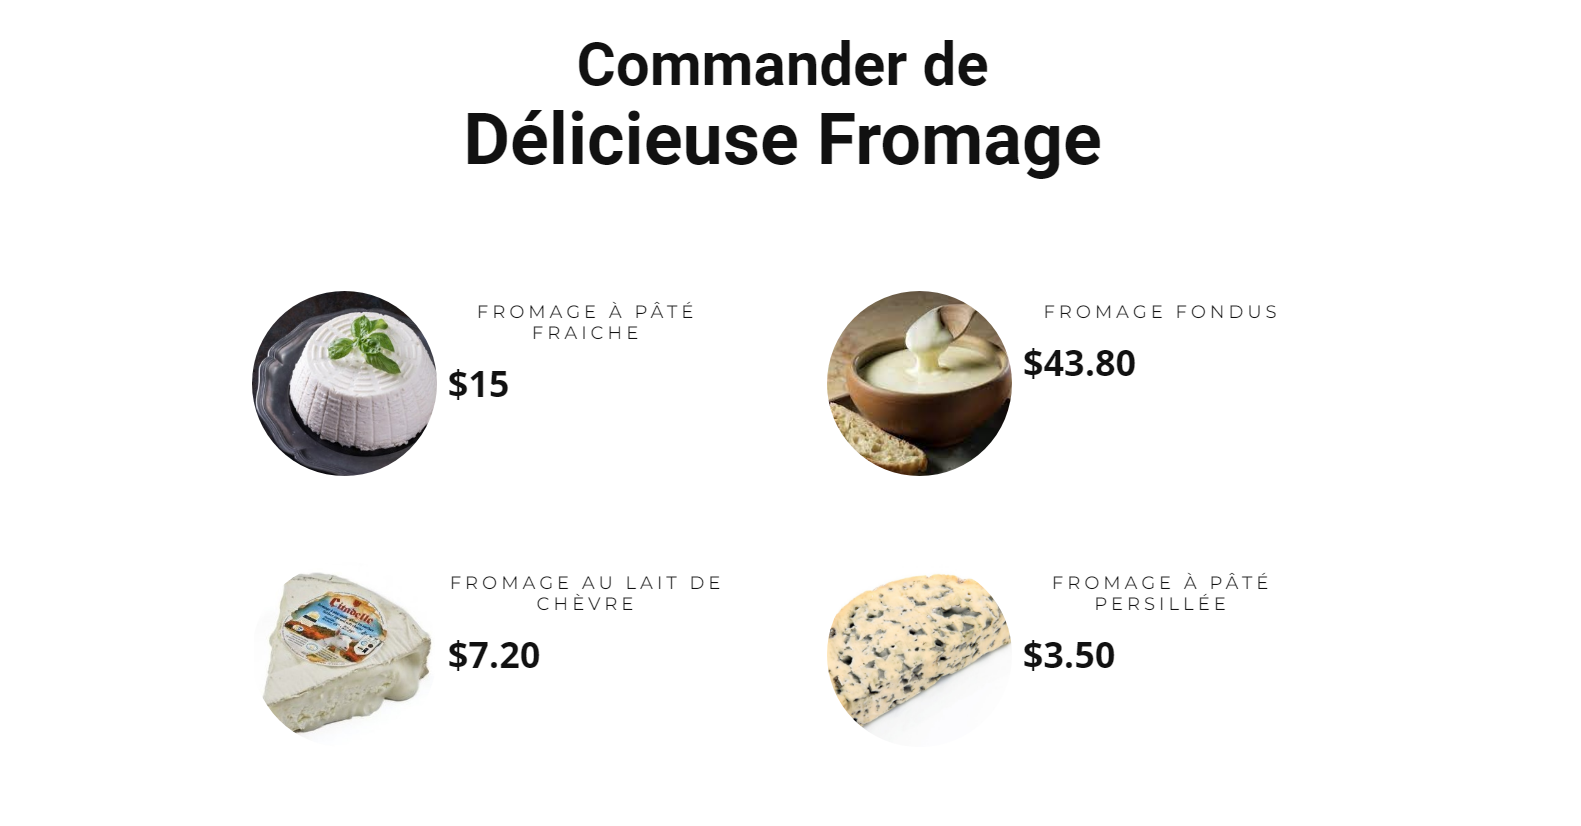 Commander de
Délicieuse Fromage
FROMAGE À PÂTÉ
FRAICHE
$15
FROMAGE FONDUS
$43.80
FROMAGE AU LAIT DE
CHÈVRE
$7.20
Citadelle
FROMAGE À PÂTÉ
PERSILLÉE
$3.50